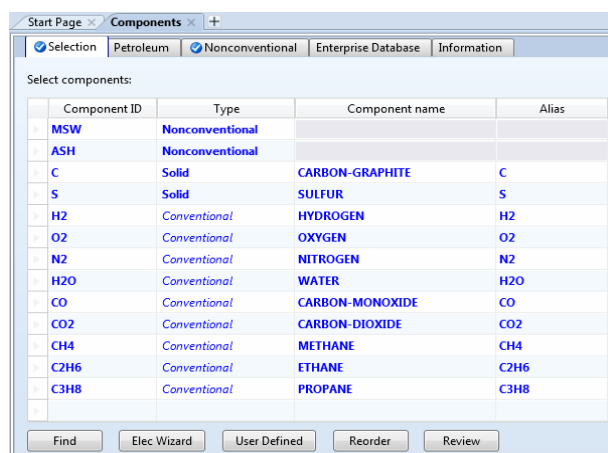 Start Page × Components × +
Selection Petroleum Nonconventional Enterprise Database Information
Select components:
Component ID Type Component name Alias
MSW Nonconventional
ASH Nonconventional
C Solid CARBON-GRAPHITE C
S Solid SULFUR S
H2 Conventional HYDROGEN H2
O2 Conventional OXYGEN O2
N2 Conventional NITROGEN N2
H2O Conventional WATER H2O
CO Conventional CARBON-MONOXIDE CO
CO2 Conventional CARBON-DIOXIDE CO2
CH4 Conventional METHANE CH4
C2H6 Conventional ETHANE C2H6
C3H8 Conventional PROPANE C3H8
Find Elec Wizard User Defined Reorder Review